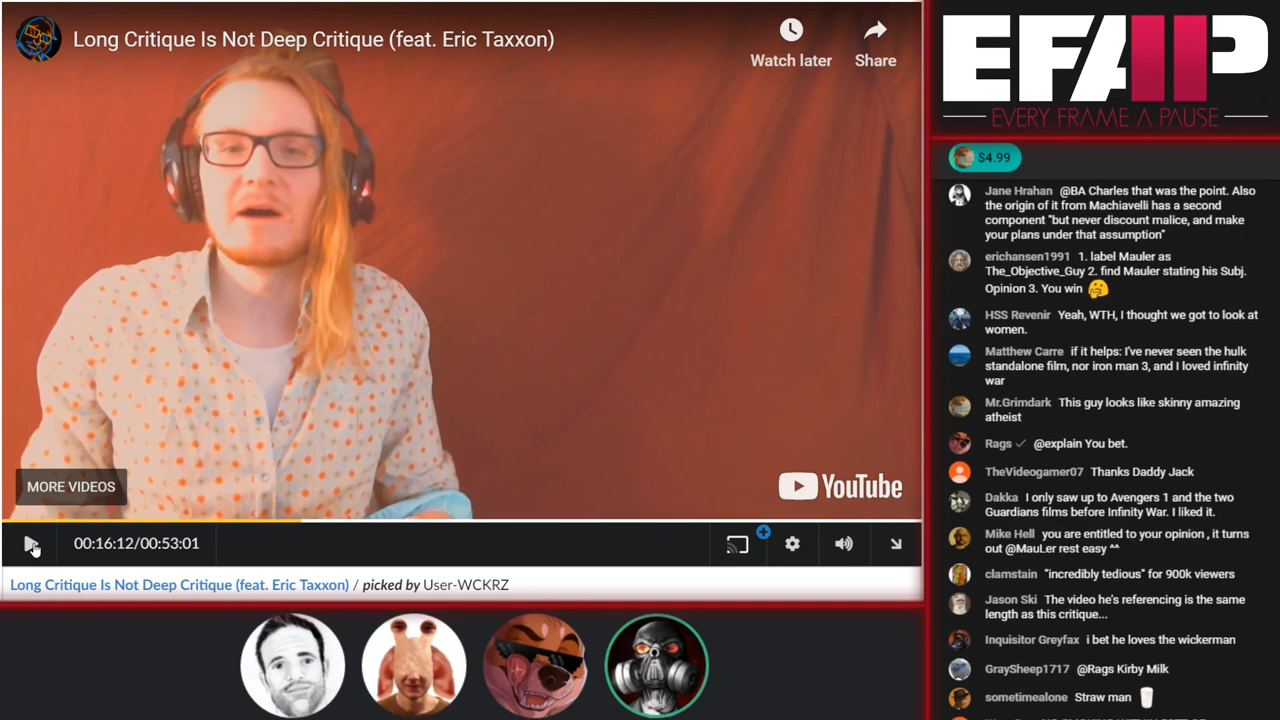 Long Critique Is Not Deep Critique (feat. Eric Taxxon)
Watch later
Share
MORE VIDEOS
YouTube
00:16:12/00:53:01
Long Critique Is Not Deep Critique (feat. Eric Taxxon) / picked by User-WCKRZ
EFAP
EVERY FRAME A PAUSE
$4.99
Jane Hrahan @BA Charles that was the point. Also
the origin of it from Machiavelli has a second
component "but never discount malice, and make
your plans under that assumption"
erichansen1991 1. label Mauler as
The_Objective_Guy 2. find Mauler stating his Subj.
Opinion 3. You win
HSS Revenir Yeah, WTH, I thought we got to look at
women.
Matthew Carre if it helps: I've never seen the hulk
standalone film, nor iron man 3, and I loved infinity
war
Mr.Grimdark This guy looks like skinny amazing
atheist
Rags @explain You bet.
TheVideogamer07 Thanks Daddy Jack
Dakka I only saw up to Avengers 1 and the two
Guardians films before Infinity War. I liked it.
Mike Hell you are entitled to your opinion , it turns
out @MauLer rest easy ^^
clamstain "incredibly tedious" for 900k viewers
Jason Ski The video he's referencing is the same
length as this critique...
Inquisitor Greyfax i bet he loves the wickerman
GraySheep1717 @Rags Kirby Milk
sometimealone Straw man